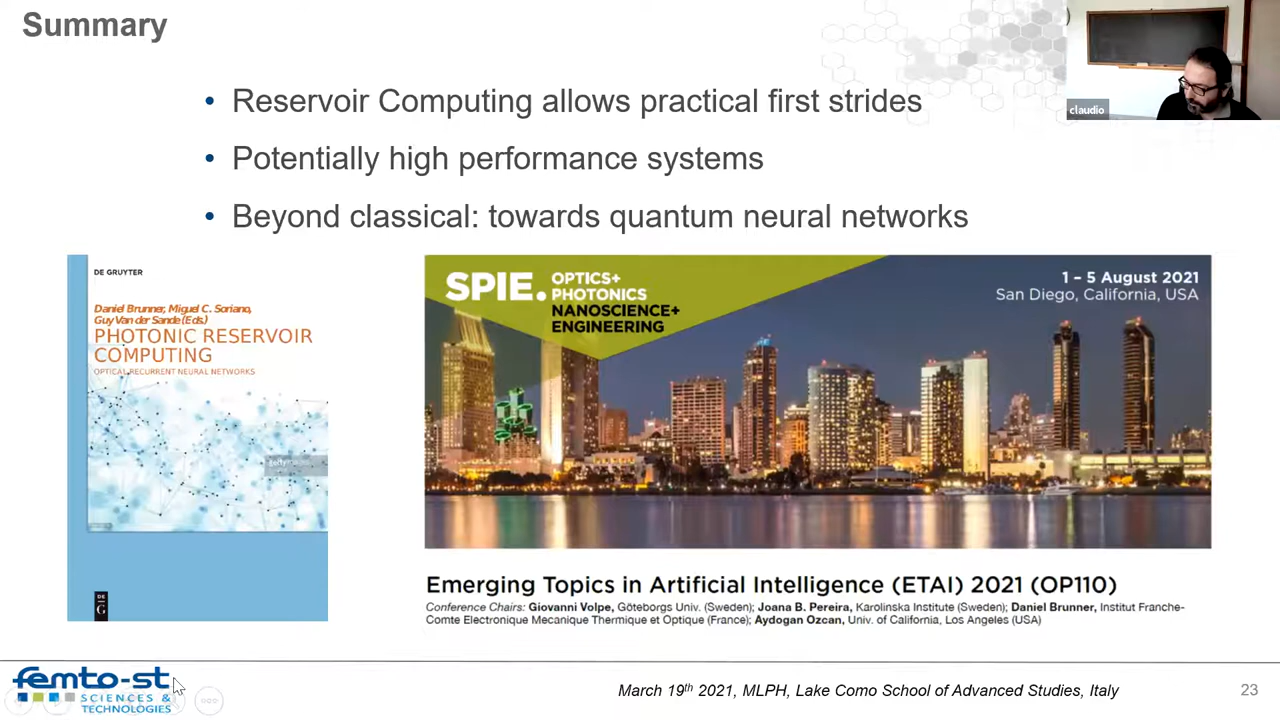 Summary
claudio
• Reservoir Computing allows practical first strides
• Potentially high performance systems
• Beyond classical: towards quantum neural networks
DE GRUYTER
Daniel Brunner, Miguel C. Soriano,
Guy Van der Sande (Eds.)
PHOTONIC RESERVOIR
COMPUTING
OPTICAL RECURRENT NEURAL NETWORKS
DE
G
SPIE.
OPTICS+
PHOTONICS
NANOSCIENCE+
ENGINEERING
1 – 5 August 2021
San Diego, California, USA
Emerging Topics in Artificial Intelligence (ETAI) 2021 (OP110)
Conference Chairs: Giovanni Volpe, Göteborgs Univ. (Sweden); Joana B. Pereira, Karolinska Institute (Sweden); Daniel Brunner, Institut Franche-
Comte Electronique Mecanique Thermique et Optique (France); Aydogan Ozcan, Univ. of California, Los Angeles (USA)
femto-st
SCIENCES &
TECHNOLOGIES
March 19th 2021, MLPH, Lake Como School of Advanced Studies, Italy
23